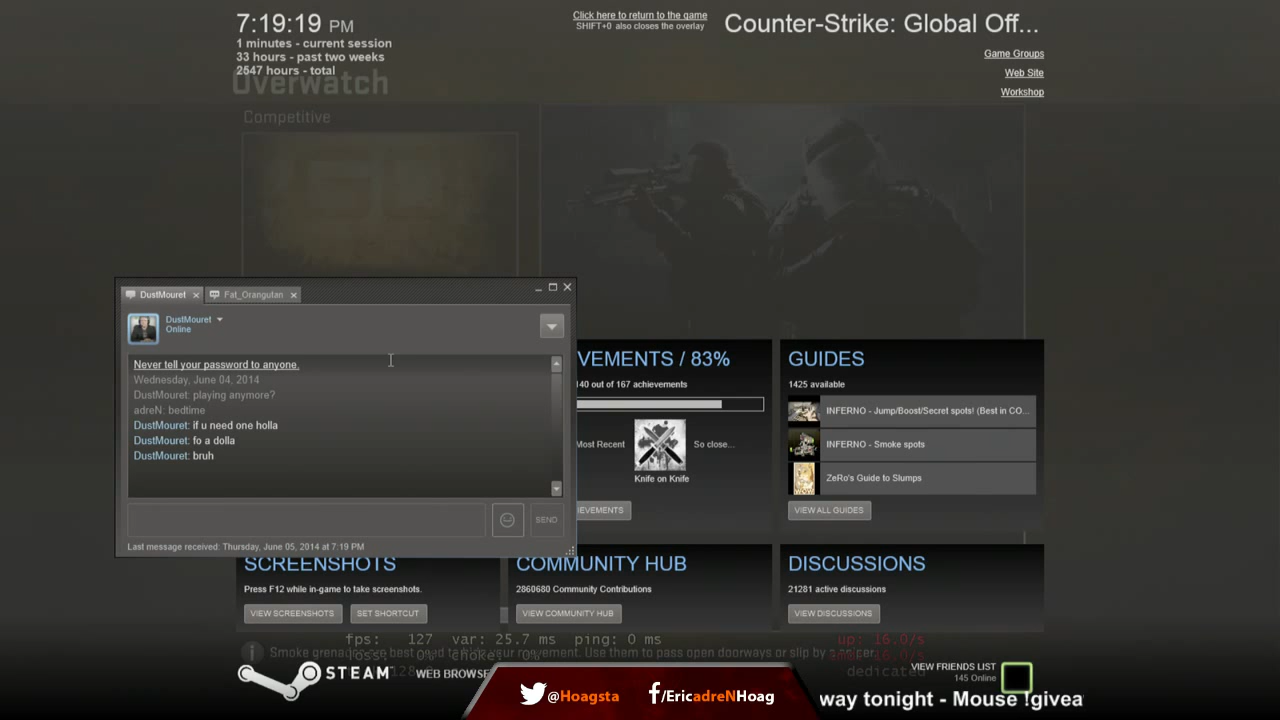 7:19:19 PM
1 minutes - current session
33 hours - past two weeks
2547 hours - total
Click here to return to the game
SHIFT+0 also closes the overlay
Counter-Strike: Global Off...
Game Groups
Web Site
Workshop
Overwatch
Competitive
DustMouret
Fat_Orangutan
DustMouret
Online
Never tell your password to anyone.
Wednesday, June 04, 2014
DustMouret: playing anymore?
adreN: bedtime
DustMouret: if u need one holla
DustMouret: fo a dolla
DustMouret: bruh
SEND
Last message received: Thursday, June 05, 2014 at 7:19 PM
VEMENTS / 83%
140 out of 167 achievements
Most Recent
So close...
Knife on Knife
IEVEMENTS
GUIDES
1425 available
INFERNO - Jump/Boost/Secret spots! (Best in CO...
INFERNO - Smoke spots
ZeRo's Guide to Slumps
VIEW ALL GUIDES
SCREENSHOTS
Press F12 while in-game to take screenshots.
VIEW SCREENSHOTS
SET SHORTCUT
COMMUNITY HUB
2860680 Community Contributions
VIEW COMMUNITY HUB
DISCUSSIONS
21281 active discussions
VIEW DISCUSSIONS
fps: 127 var: 25.7 ms ping: 0 ms
up: 16.0/s
loss: 0% choke: 0%
dedicated
STEAM
WEB BROWSE
@Hoagsta
/EricadreNHoag
VIEW FRIENDS LIST
145 Online
way tonight - Mouse !givea